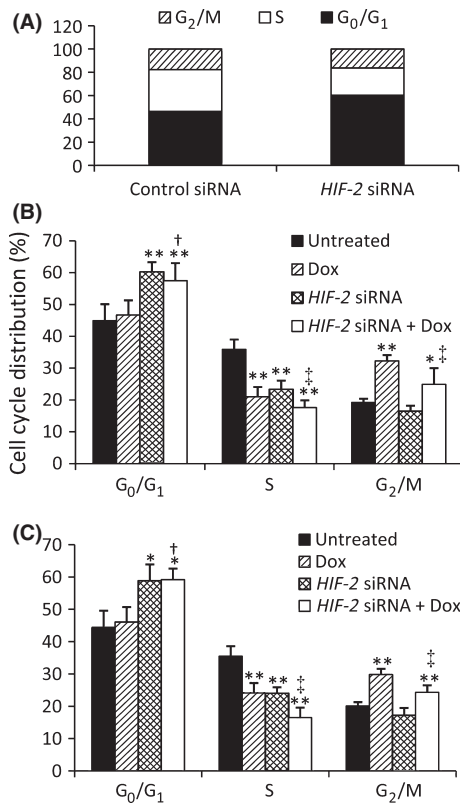 (A)
G₂/M S G₀/G₁
120
100
80
60
40
20
0
Control siRNA HIF-2 siRNA
(B)
Cell cycle distribution (%)
70
60
50
40
30
20
10
0
Untreated
Dox
HIF-2 siRNA
HIF-2 siRNA + Dox
**
†
**
**
**
‡
**
**
‡
*
G₀/G₁ S G₂/M
(C)
70
60
50
40
30
20
10
0
Untreated
Dox
HIF-2 siRNA
HIF-2 siRNA + Dox
*
†
*
**
**
‡
**
**
‡
**
G₀/G₁ S G₂/M